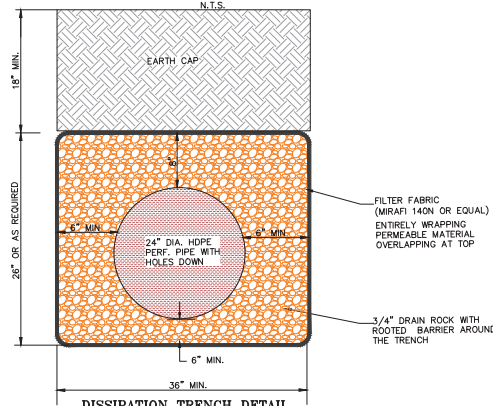 N.T.S.
18" MIN.
EARTH CAP
8"
26" OR AS REQUIRED
6" MIN
24" DIA. HDPE
PERF. PIPE WITH
HOLES DOWN
6" MIN
FILTER FABRIC
(MIRAFI 140N OR EQUAL)
ENTIRELY WRAPPING
PERMEABLE MATERIAL
OVERLAPPING AT TOP
3/4" DRAIN ROCK WITH
ROOTED BARRIER AROUND
THE TRENCH
6" MIN.
36" MIN.
DISSIPATION TRENCH DETAIL